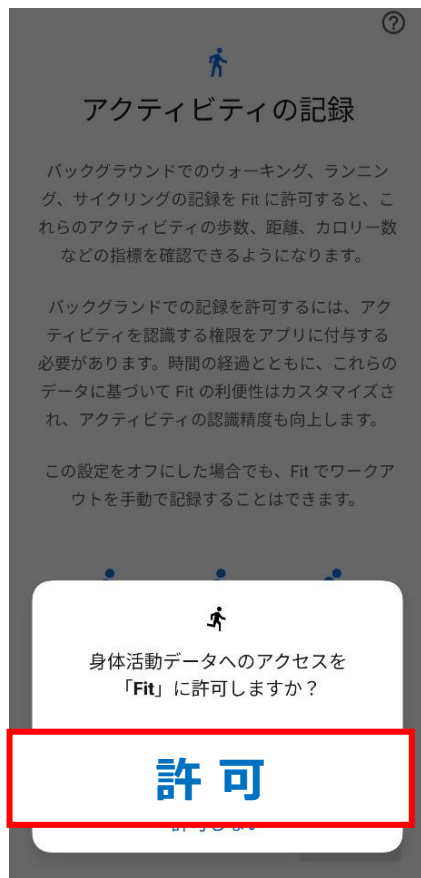 アクティビティの記録
バックグラウンドでのウォーキング、ランニン
グ、サイクリングの記録を Fit に許可すると、こ
れらのアクティビティの歩数、距離、カロリー数
などの指標を確認できるようになります。
バックグランドでの記録を許可するには、アク
ティビティを認識する権限をアプリに付与する
必要があります。時間の経過とともに、これらの
データに基づいて Fit の利便性はカスタマイズさ
れ、アクティビティの認識精度も向上します。
この設定をオフにした場合でも、Fit でワークア
ウトを手動で記録することはできます。
身体活動データへのアクセスを
「Fit」に許可しますか？
許可